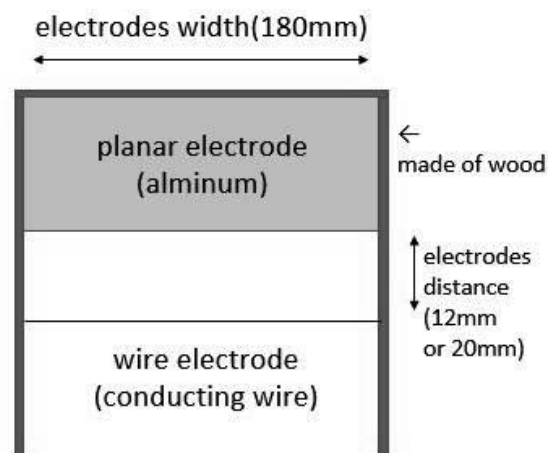 electrodes width(180mm)
planar electrode
(alminum)
←
made of wood
electrodes
distance
(12mm
or 20mm)
wire electrode
(conducting wire)